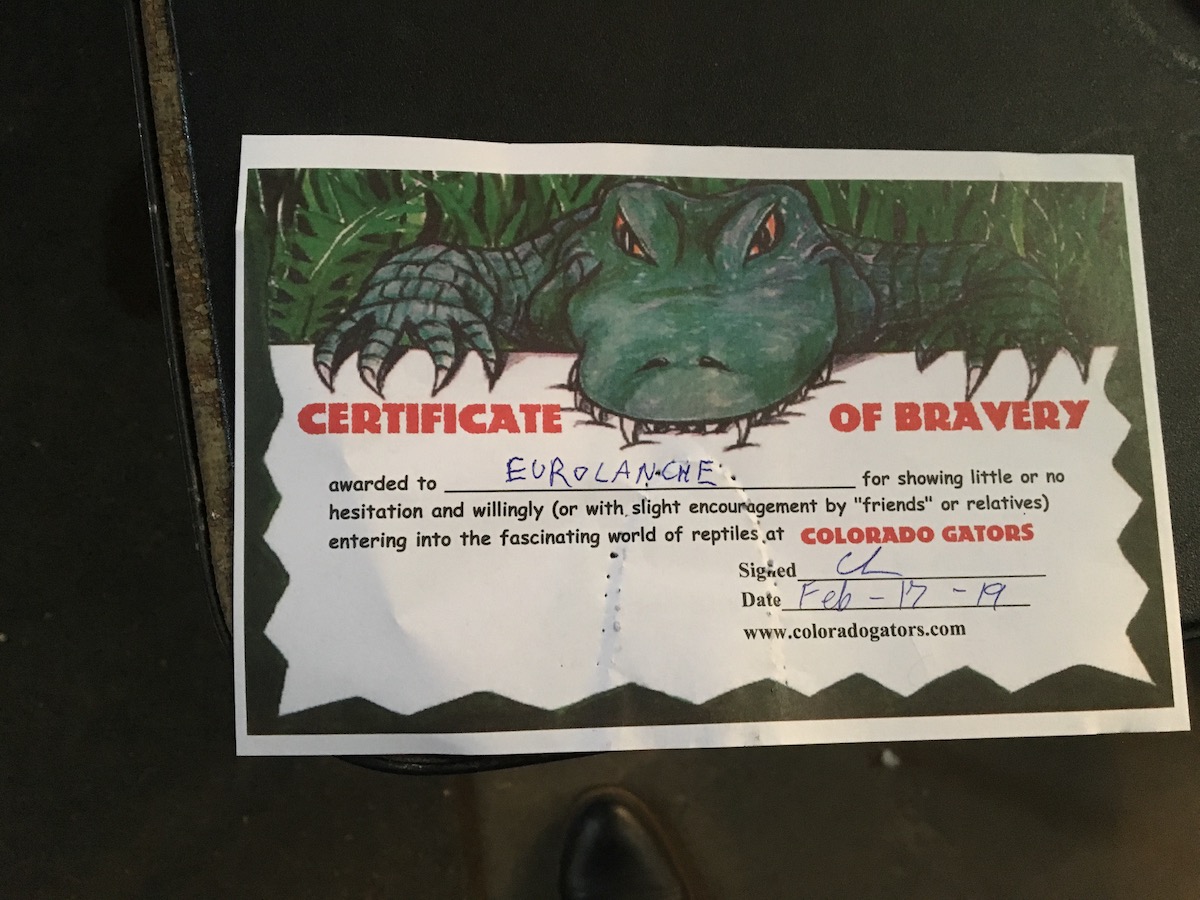 CERTIFICATE OF BRAVERY
awarded to EUROLANCHE for showing little or no
hesitation and willingly (or with slight encouragement by "friends" or relatives)
entering into the fascinating world of reptiles at COLORADO GATORS
Signed
Date Feb - 17 - 19
www.coloradogators.com